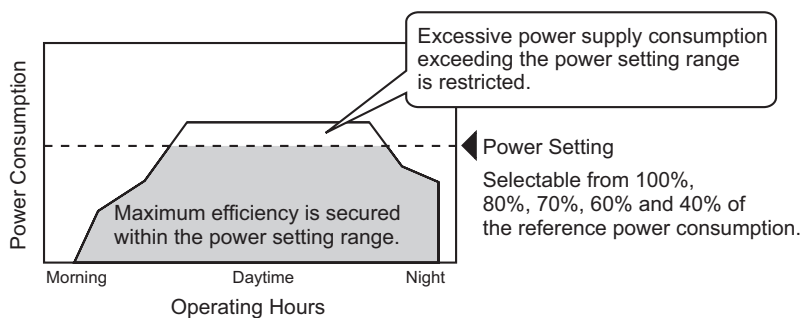 Excessive power supply consumption
exceeding the power setting range
is restricted.
Power Consumption
Power Setting
Selectable from 100%,
80%, 70%, 60% and 40% of
the reference power consumption.
Maximum efficiency is secured
within the power setting range.
Morning
Daytime
Night
Operating Hours